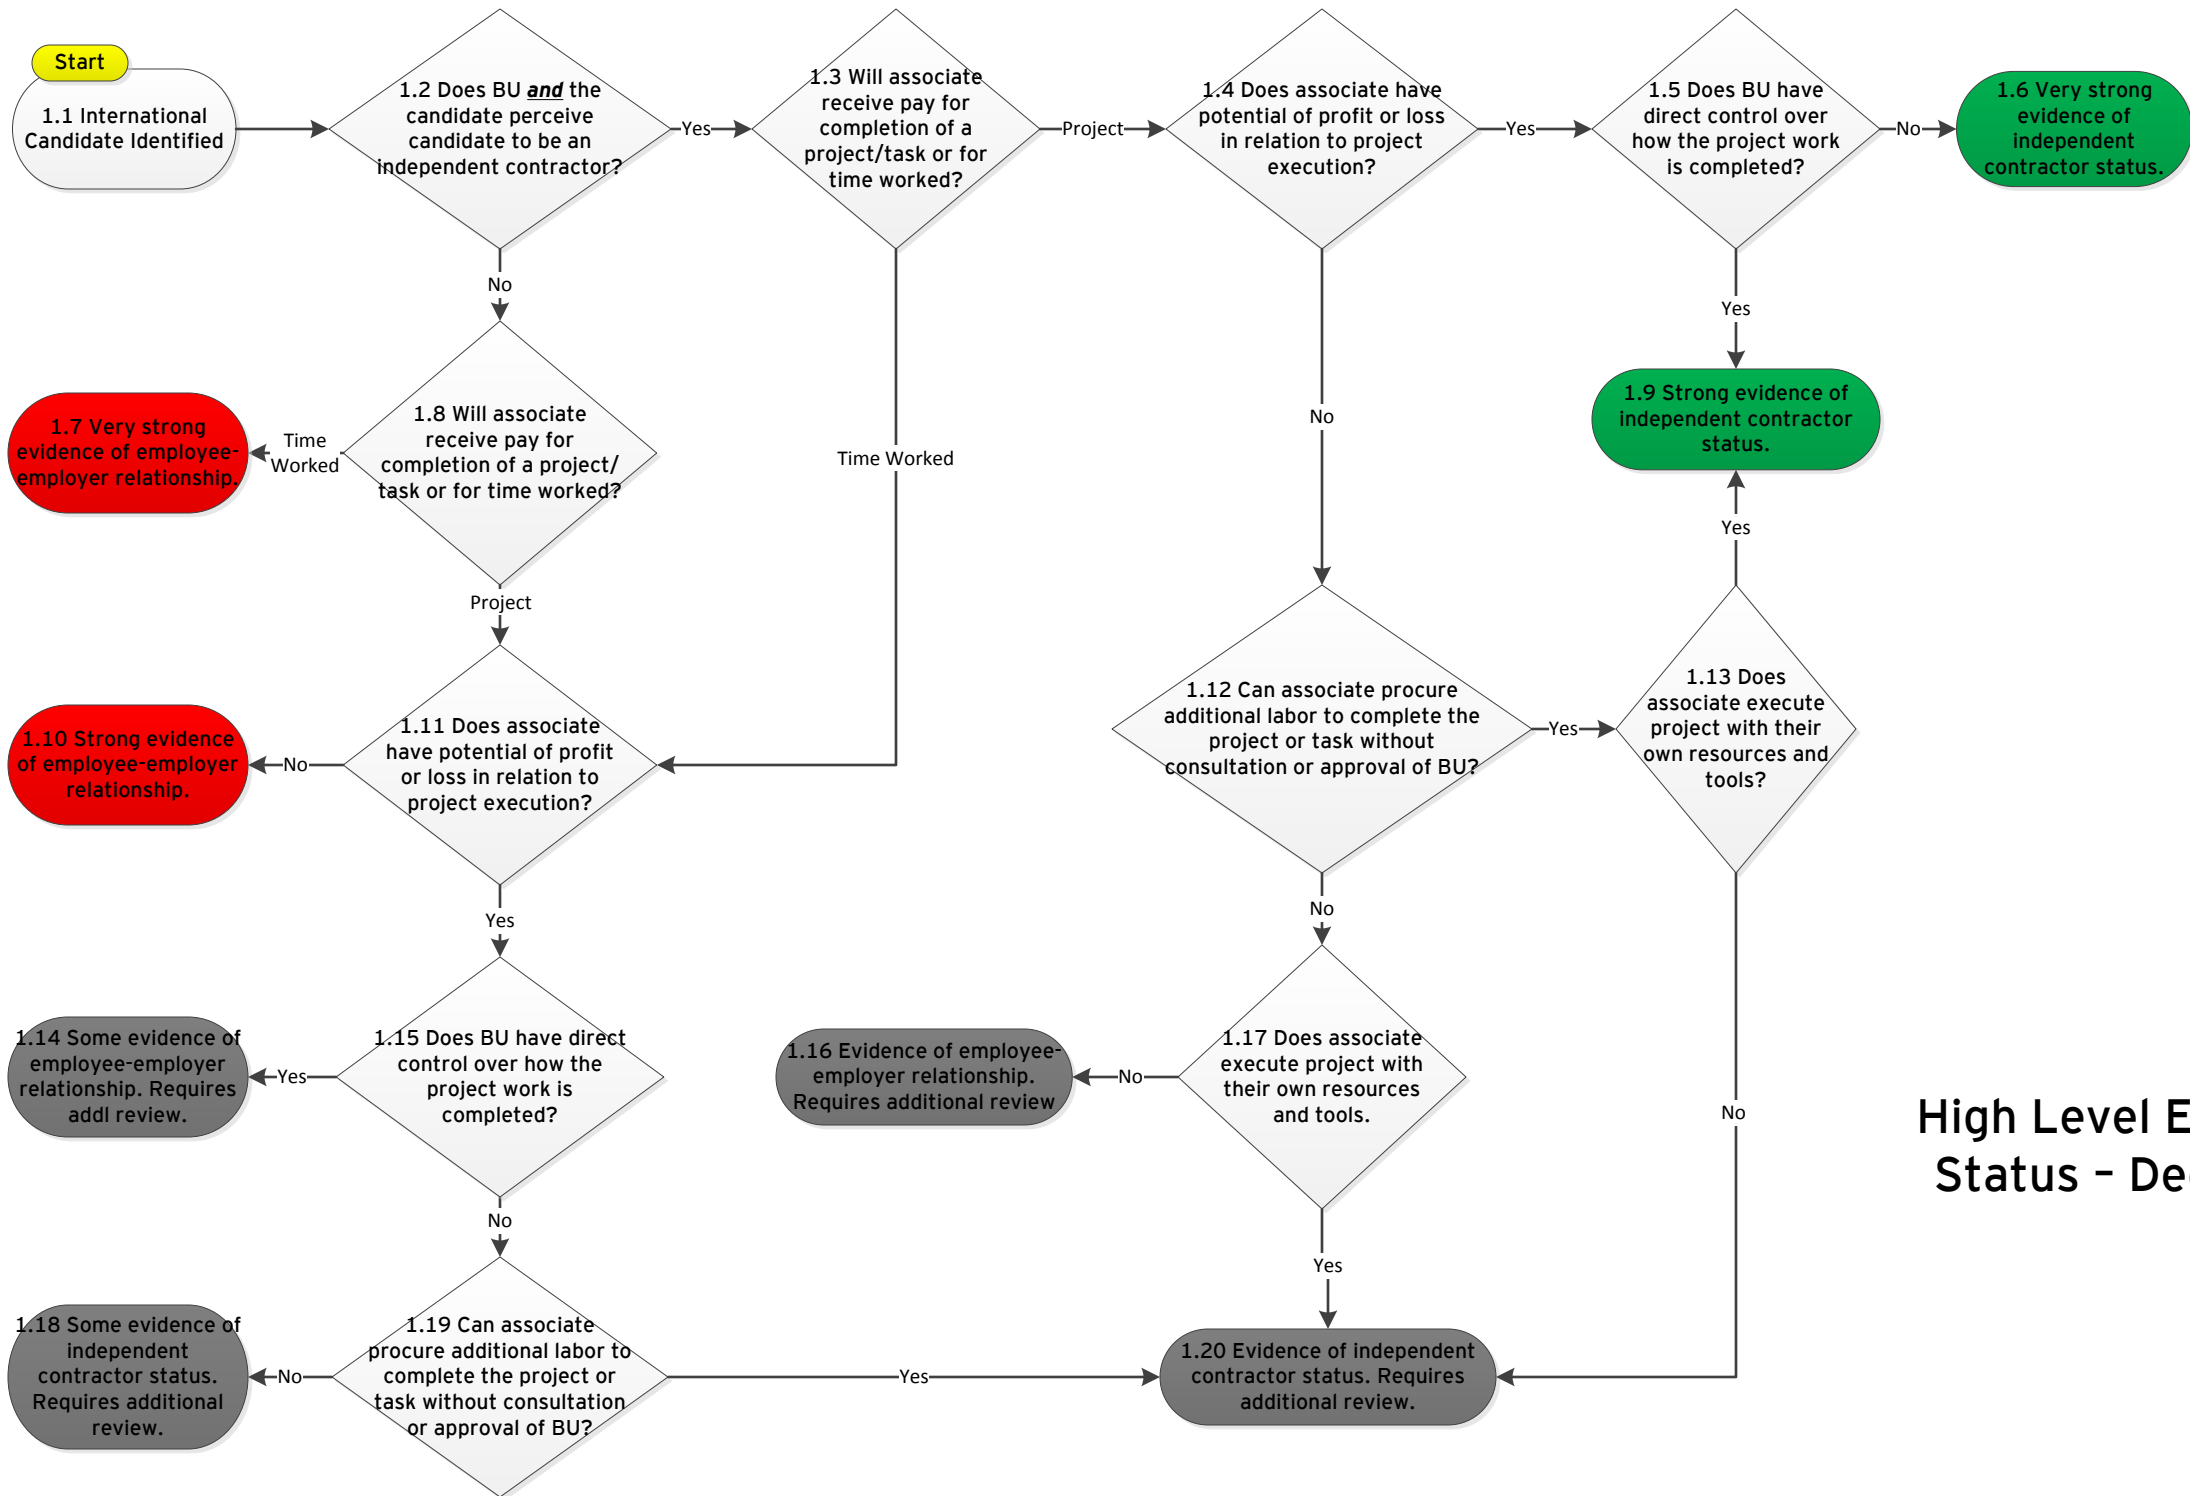 Start
1.1 International
Candidate Identified
1.2 Does BU and the
candidate perceive
candidate to be an
independent contractor?
Yes
1.3 Will associate
receive pay for
completion of a
project/task or for
time worked?
Project
1.4 Does associate have
potential of profit or loss
in relation to project
execution?
Yes
1.5 Does BU have
direct control over
how the project work
is completed?
No
1.6 Very strong
evidence of
independent
contractor status.
No
Yes
1.7 Very strong
evidence of employee-
employer relationship.
Time
Worked
1.8 Will associate
receive pay for
completion of a project/
task or for time worked?
Time Worked
No
1.9 Strong evidence of
independent contractor
status.
Yes
Project
1.10 Strong evidence
of employee-employer
relationship.
No
1.11 Does associate
have potential of profit
or loss in relation to
project execution?
1.12 Can associate procure
additional labor to complete the
project or task without
consultation or approval of BU?
Yes
1.13 Does
associate execute
project with their
own resources and
tools?
Yes
No
1.14 Some evidence of
employee-employer
relationship. Requires
addl review.
Yes
1.15 Does BU have direct
control over how the
project work is
completed?
1.16 Evidence of employee-
employer relationship.
Requires additional review
No
1.17 Does associate
execute project with
their own resources
and tools.
No
High Level E
Status – De
No
Yes
1.18 Some evidence of
independent
contractor status.
Requires additional
review.
No
1.19 Can associate
procure additional labor to
complete the project or
task without consultation
or approval of BU?
Yes
1.20 Evidence of independent
contractor status. Requires
additional review.